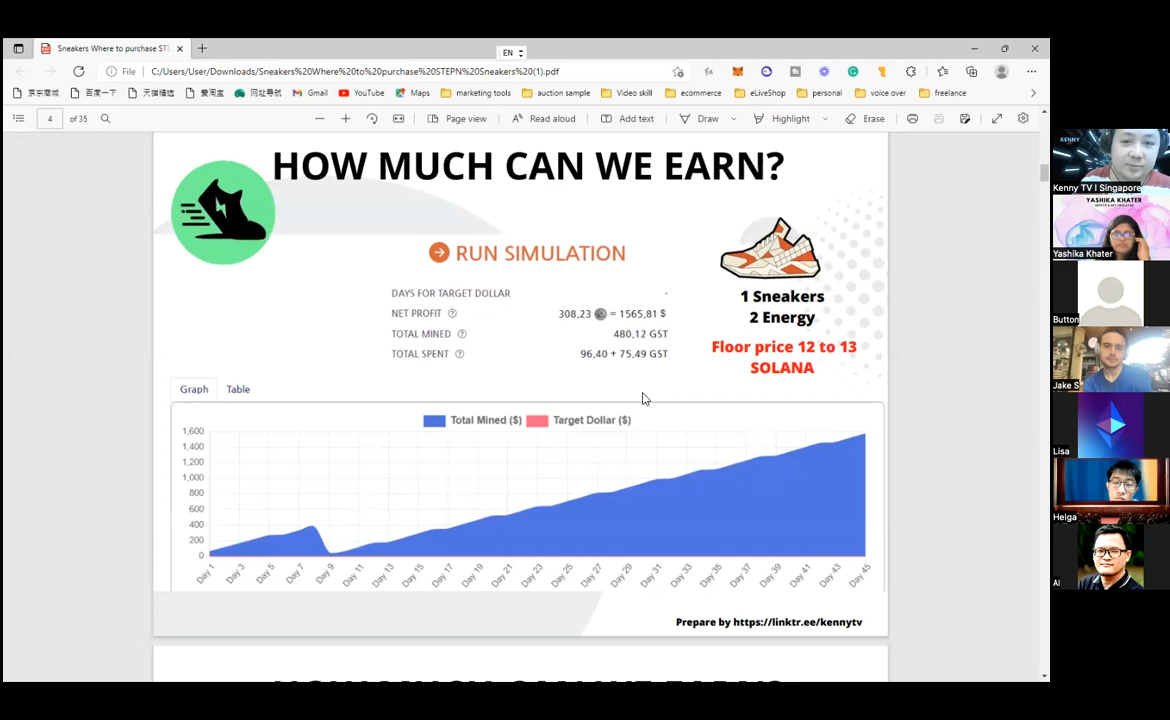 Sneakers Where to purchase STE
EN
File
C:/Users/User/Downloads/Sneakers%20Where%20to%20purchase%20STEPN%20Sneakers%20(1).pdf
京东商城
百度一下
天猫精选
爱淘宝
网址导航
Gmail
YouTube
Maps
marketing tools
auction sample
Video skill
ecommerce
eLiveShop
personal
voice over
freelance
4 of 35
Page view
Read aloud
Add text
Draw
Highlight
Erase
HOW MUCH CAN WE EARN?
RUN SIMULATION
DAYS FOR TARGET DOLLAR -
NET PROFIT 308,23 = 1565,81 $
TOTAL MINED 480,12 GST
TOTAL SPENT 96,40 + 75,49 GST
1 Sneakers
2 Energy
Floor price 12 to 13
SOLANA
Graph Table
Total Mined ($) Target Dollar ($)
1,600
1,400
1,200
1,000
800
600
400
200
0
Day 1 Day 3 Day 5 Day 7 Day 9 Day 11 Day 13 Day 15 Day 17 Day 19 Day 21 Day 23 Day 25 Day 27 Day 29 Day 31 Day 33 Day 35 Day 37 Day 39 Day 41 Day 43 Day 45
Prepare by https://linktr.ee/kennytv
KENNY
Kenny TV I Singapore
YASHIKA KHATER
Yashika Khater
Button
Jake S
Lisa
Helga